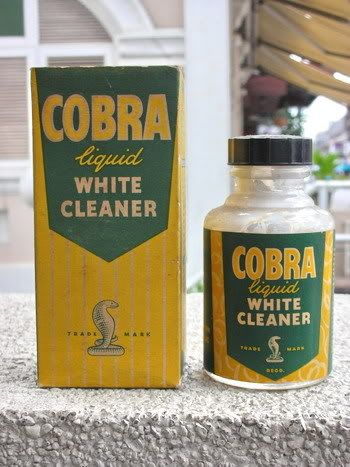 COBRA
liquid
WHITE
CLEANER
TRADE MARK
COBRA
liquid
WHITE
CLEANER
TRADE MARK
REGD.